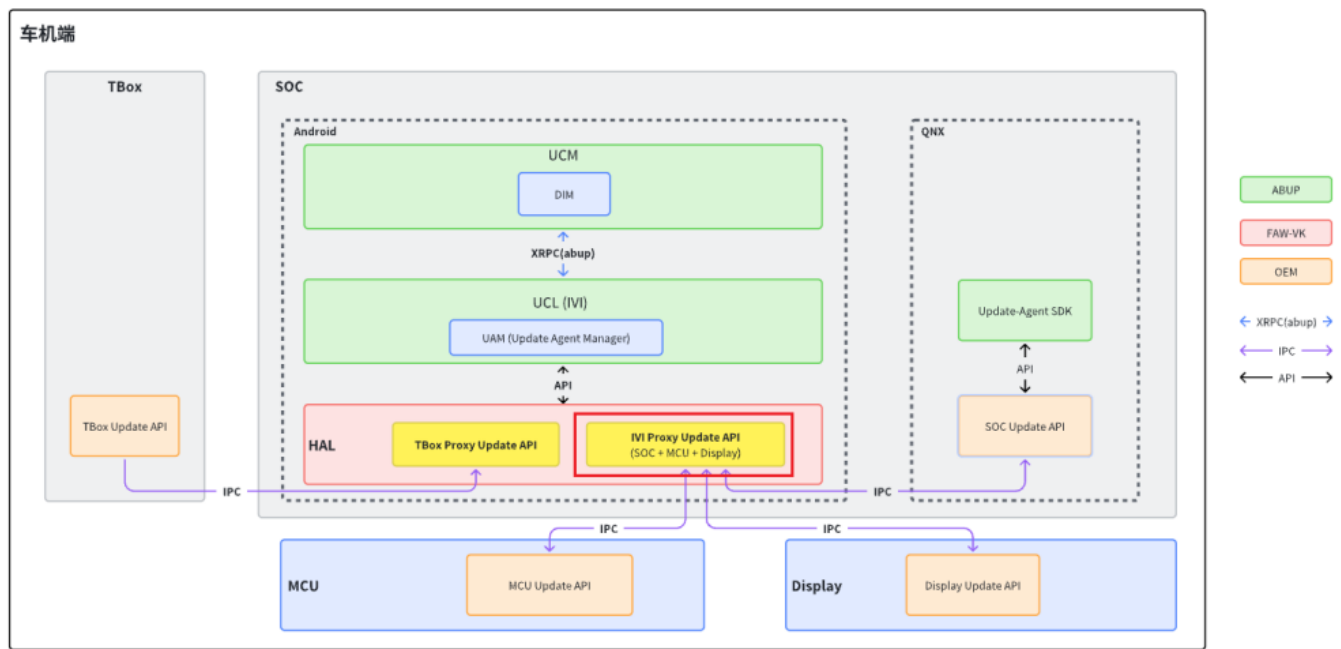 车机端
TBox
SOC
Android
QNX
UCM
DIM
XRPC(abup)
UCL (IVI)
UAM (Update Agent Manager)
API
HAL
TBox Proxy Update API
IVI Proxy Update API
(SOC + MCU + Display)
TBox Update API
Update-Agent SDK
API
SOC Update API
IPC
IPC
IPC
IPC
MCU
MCU Update API
Display
Display Update API
ABUP
FAW-VK
OEM
XRPC(abup)
IPC
API